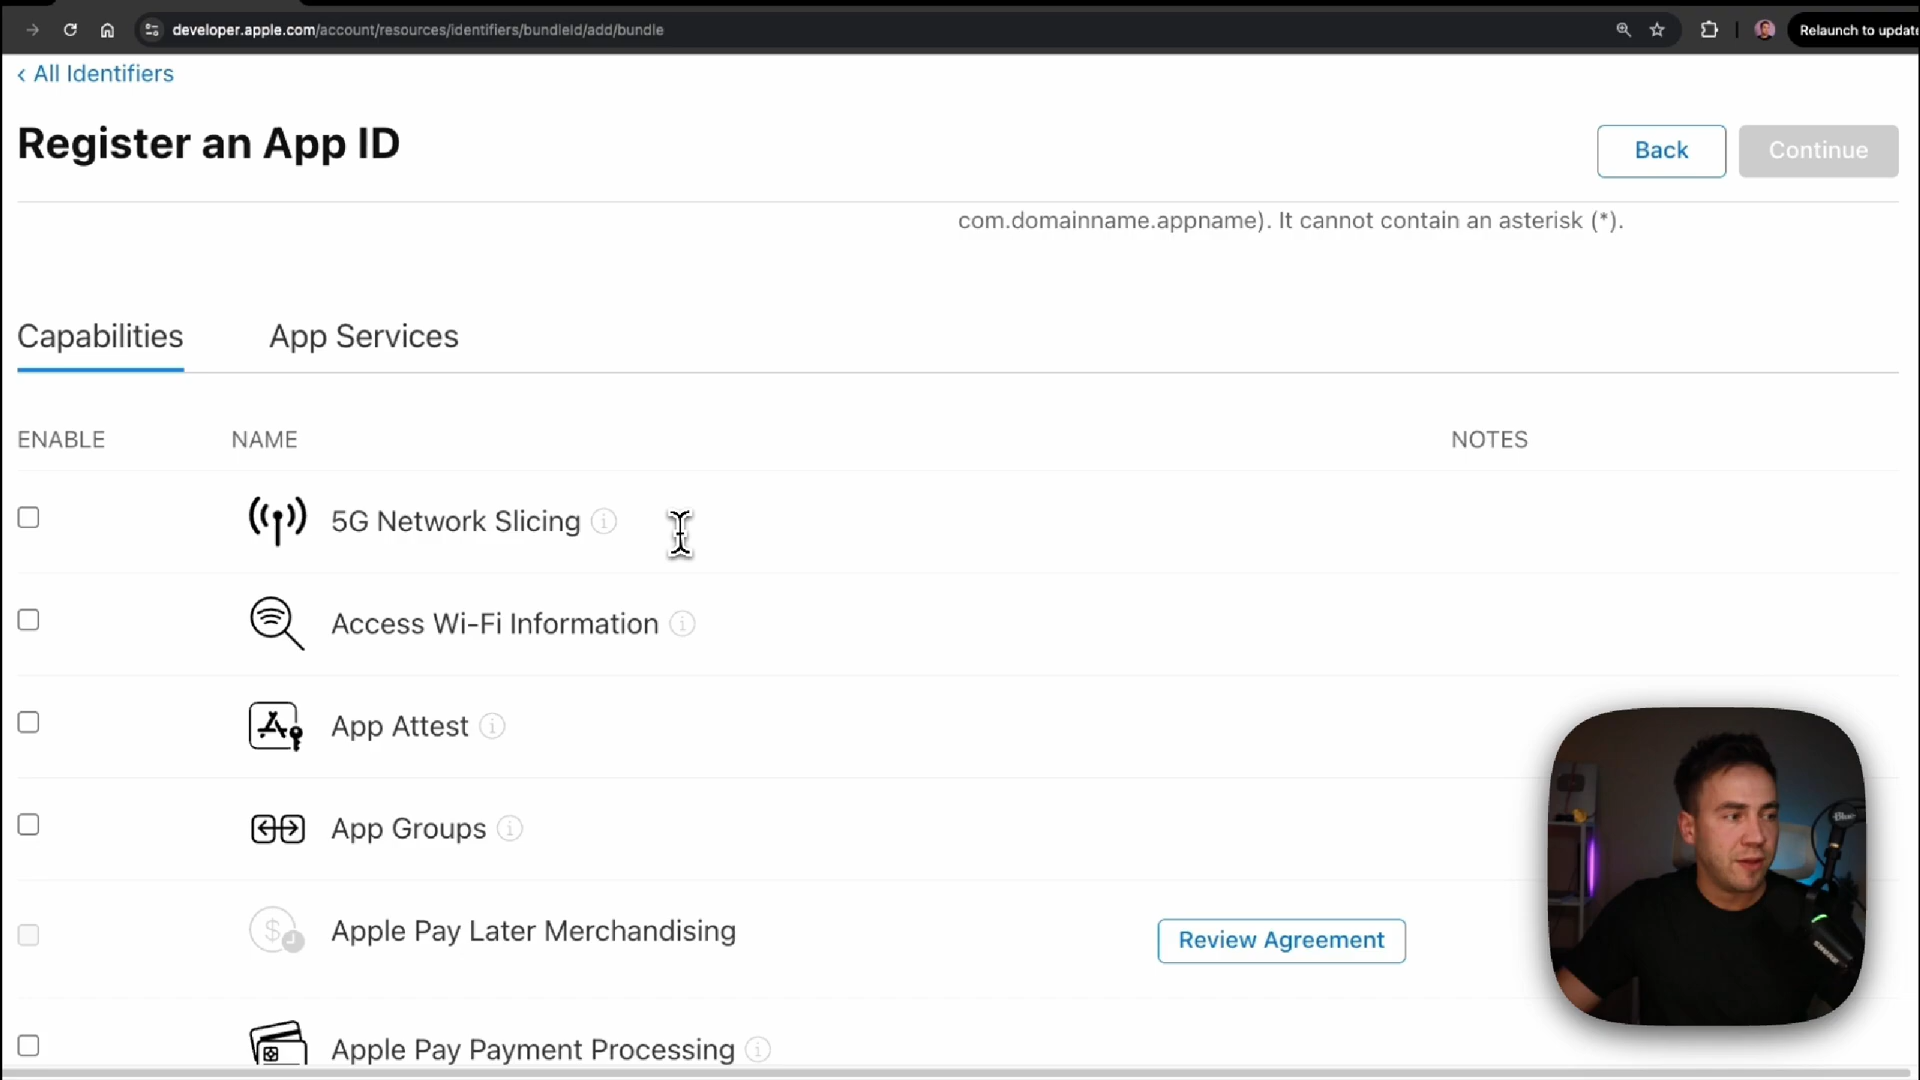 developer.apple.com/account/resources/identifiers/bundleId/add/bundle
Relaunch to update
‹ All Identifiers
Register an App ID
Back
Continue
com.domainname.appname). It cannot contain an asterisk (*).
Capabilities
App Services
ENABLE
NAME
NOTES
5G Network Slicing
Access Wi-Fi Information
App Attest
App Groups
Apple Pay Later Merchandising
Review Agreement
Apple Pay Payment Processing
Blue